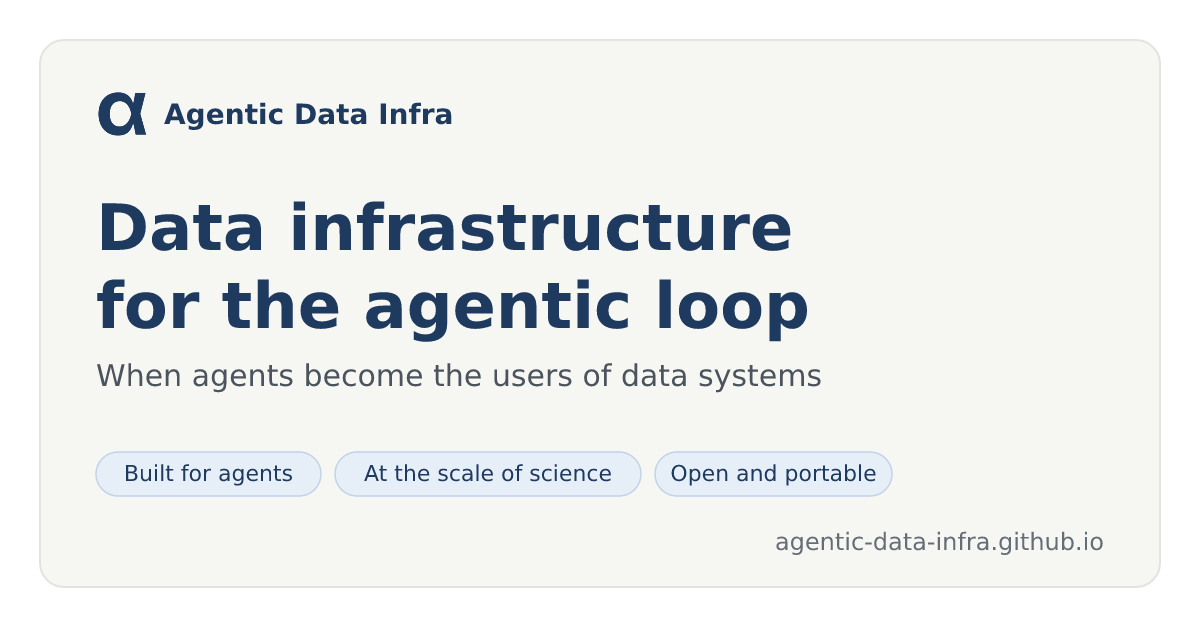 α Agentic Data Infra
Data infrastructure
for the agentic loop
When agents become the users of data systems
Built for agents
At the scale of science
Open and portable
agentic-data-infra.github.io